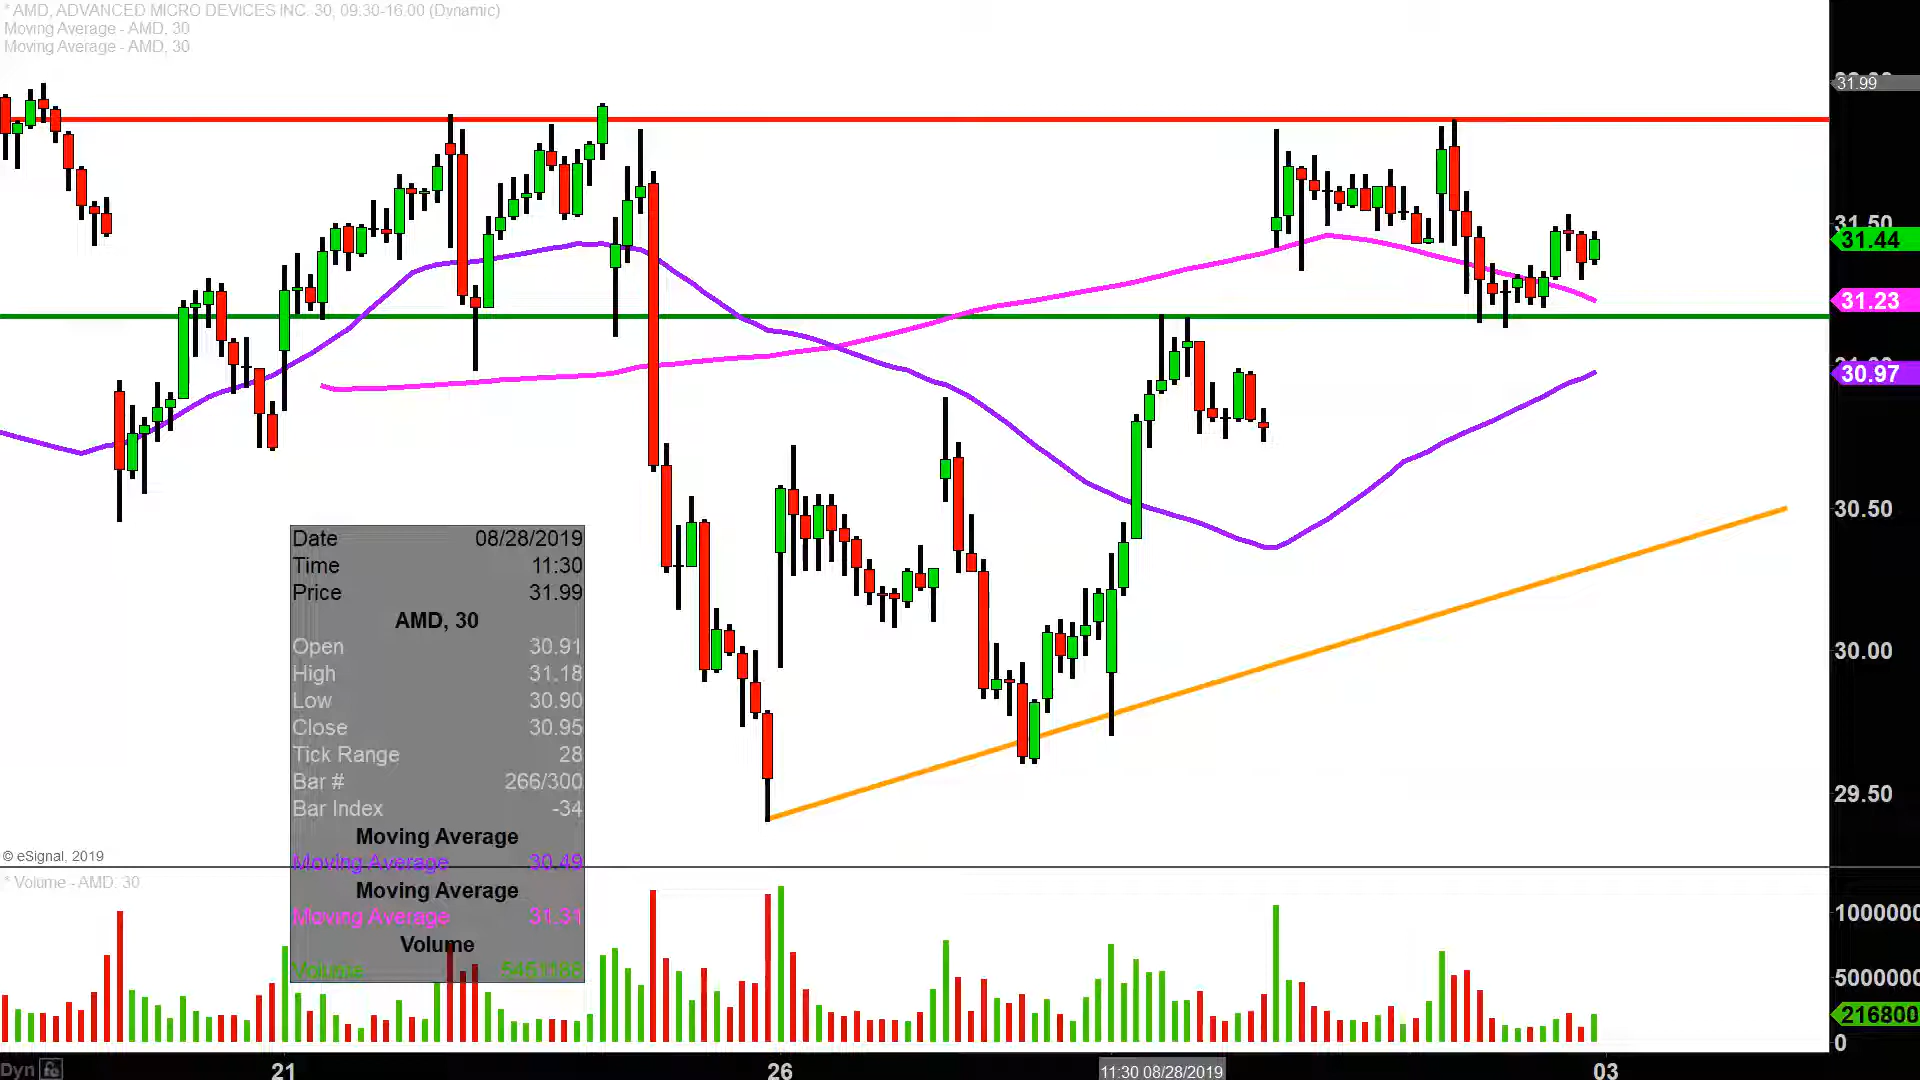 * AMD, ADVANCED MICRO DEVICES INC. 30, 09:30-16:00 (Dynamic)
Moving Average - AMD, 30
Moving Average - AMD, 30
31.99
31.50
31.44
31.23
30.97
30.50
30.00
29.50
Date 08/28/2019
Time 11:30
Price 31.99
AMD, 30
Open 30.91
High 31.18
Low 30.90
Close 30.95
Tick Range 28
Bar # 266/300
Bar Index -34
Moving Average
Moving Average 30.49
Moving Average
Moving Average 31.31
Volume
Volume 5451188
© eSignal, 2019
* Volume - AMD, 30
1000000
5000000
216800
0
Dyn
21
26
11:30 08/28/2019
03